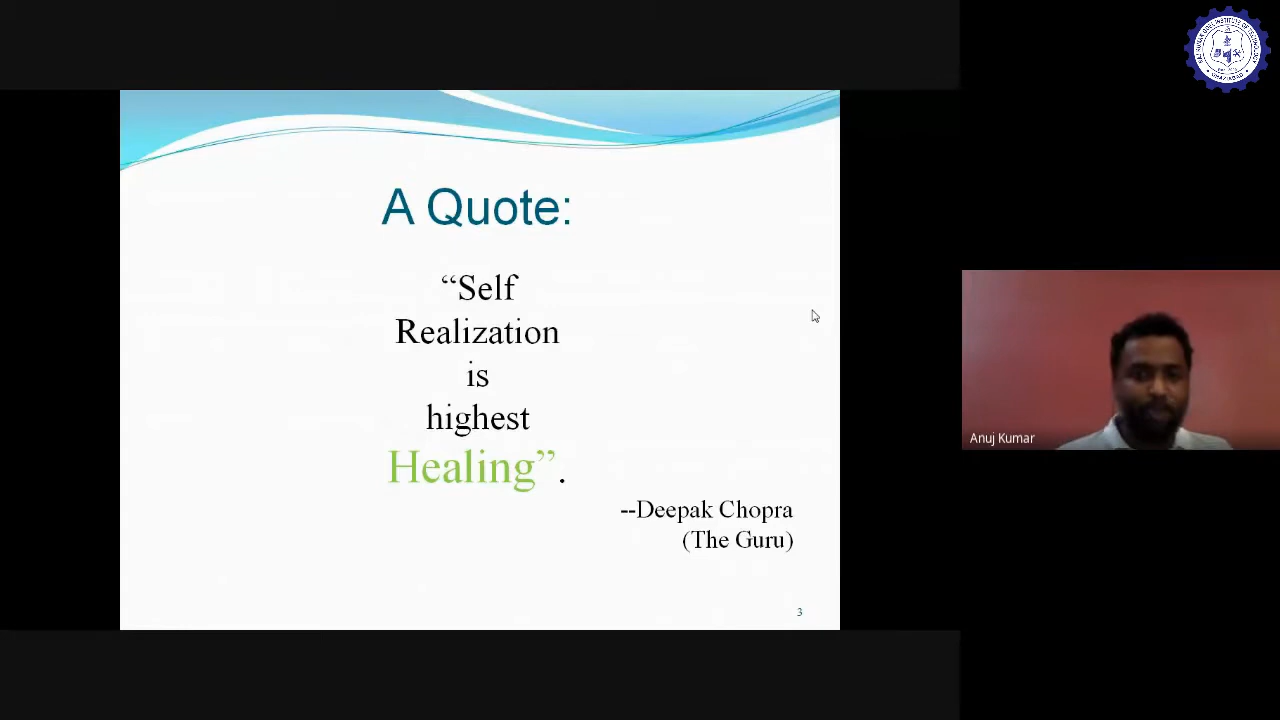 A Quote:
“Self
Realization
is
highest
Healing”.
--Deepak Chopra
(The Guru)
3
Anuj Kumar